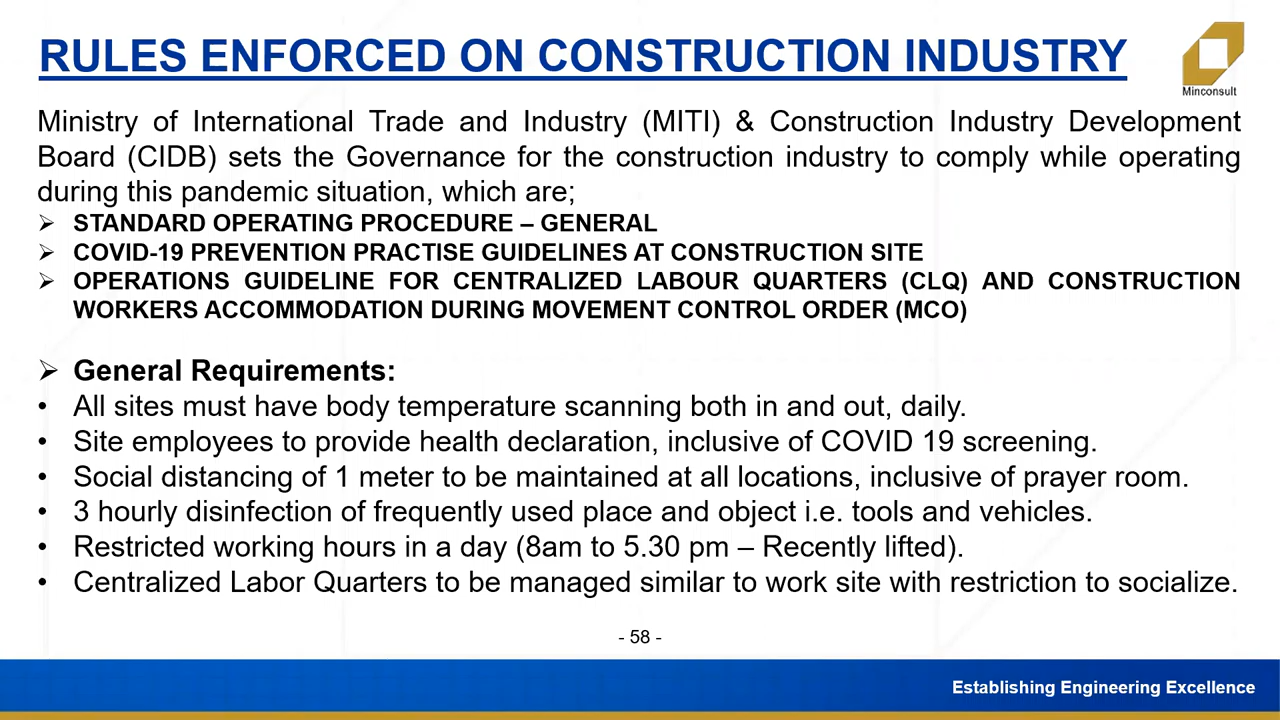 RULES ENFORCED ON CONSTRUCTION INDUSTRY
Minconsult
Ministry of International Trade and Industry (MITI) & Construction Industry Development
Board (CIDB) sets the Governance for the construction industry to comply while operating
during this pandemic situation, which are;
➢ STANDARD OPERATING PROCEDURE – GENERAL
➢ COVID-19 PREVENTION PRACTISE GUIDELINES AT CONSTRUCTION SITE
➢ OPERATIONS GUIDELINE FOR CENTRALIZED LABOUR QUARTERS (CLQ) AND CONSTRUCTION
WORKERS ACCOMMODATION DURING MOVEMENT CONTROL ORDER (MCO)
➢ General Requirements:
• All sites must have body temperature scanning both in and out, daily.
• Site employees to provide health declaration, inclusive of COVID 19 screening.
• Social distancing of 1 meter to be maintained at all locations, inclusive of prayer room.
• 3 hourly disinfection of frequently used place and object i.e. tools and vehicles.
• Restricted working hours in a day (8am to 5.30 pm – Recently lifted).
• Centralized Labor Quarters to be managed similar to work site with restriction to socialize.
- 58 -
Establishing Engineering Excellence